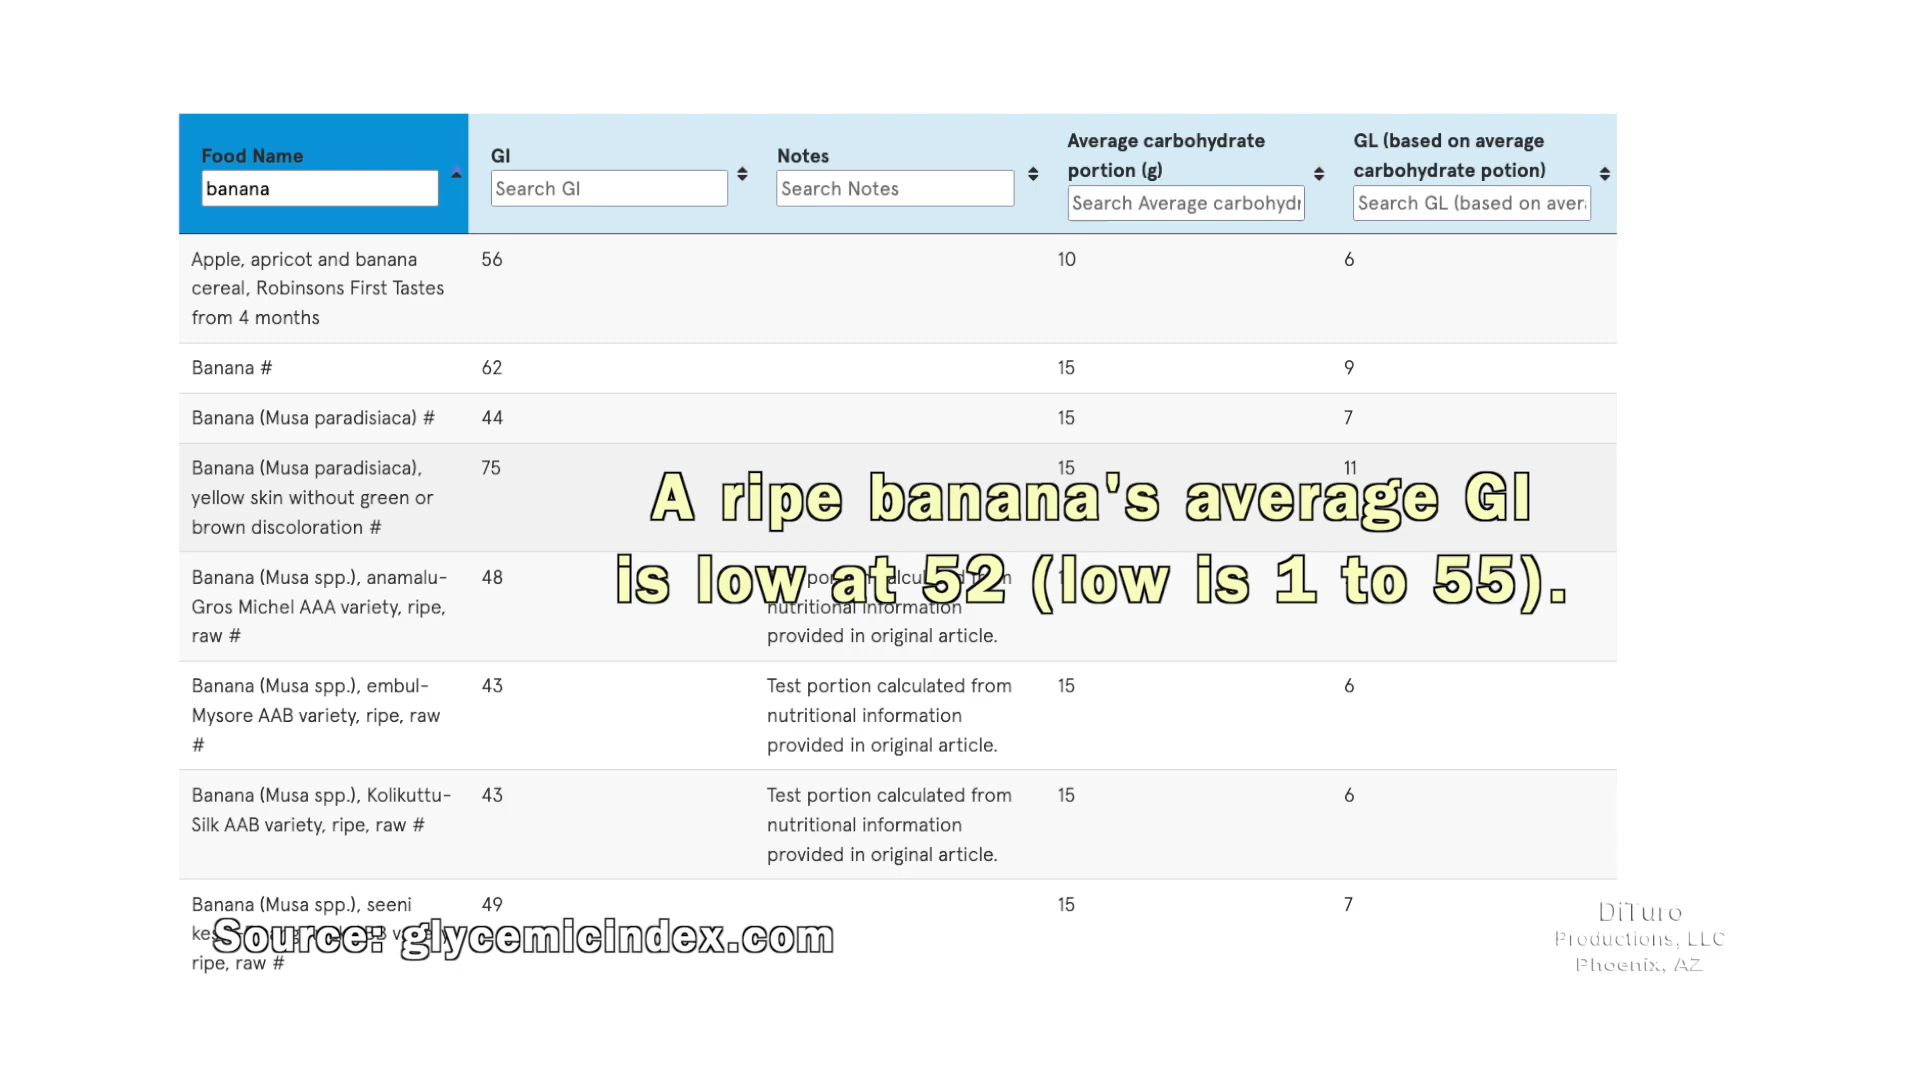 Food Name
banana
GI
Search GI
Notes
Search Notes
Average carbohydrate
portion (g)
Search Average carbohydr
GL (based on average
carbohydrate potion)
Search GL (based on aver
Apple, apricot and banana 56 10 6
cereal, Robinsons First Tastes
from 4 months
Banana # 62 15 9
Banana (Musa paradisiaca) # 44 15 7
Banana (Musa paradisiaca), 75 15 11
yellow skin without green or
brown discoloration #
A ripe banana's average GI
is low at 52 (low is 1 to 55).
Banana (Musa spp.), anamalu- 48
Gros Michel AAA variety, ripe, nutritional information
raw # provided in original article.
Banana (Musa spp.), embul- 43 Test portion calculated from 15 6
Mysore AAB variety, ripe, raw nutritional information
# provided in original article.
Banana (Musa spp.), Kolikuttu- 43 Test portion calculated from 15 6
Silk AAB variety, ripe, raw # nutritional information
provided in original article.
Banana (Musa spp.), seeni 49 15 7
ripe, raw #
Source: glycemicindex.com
DiTuro
Productions, LLC
Phoenix, AZ